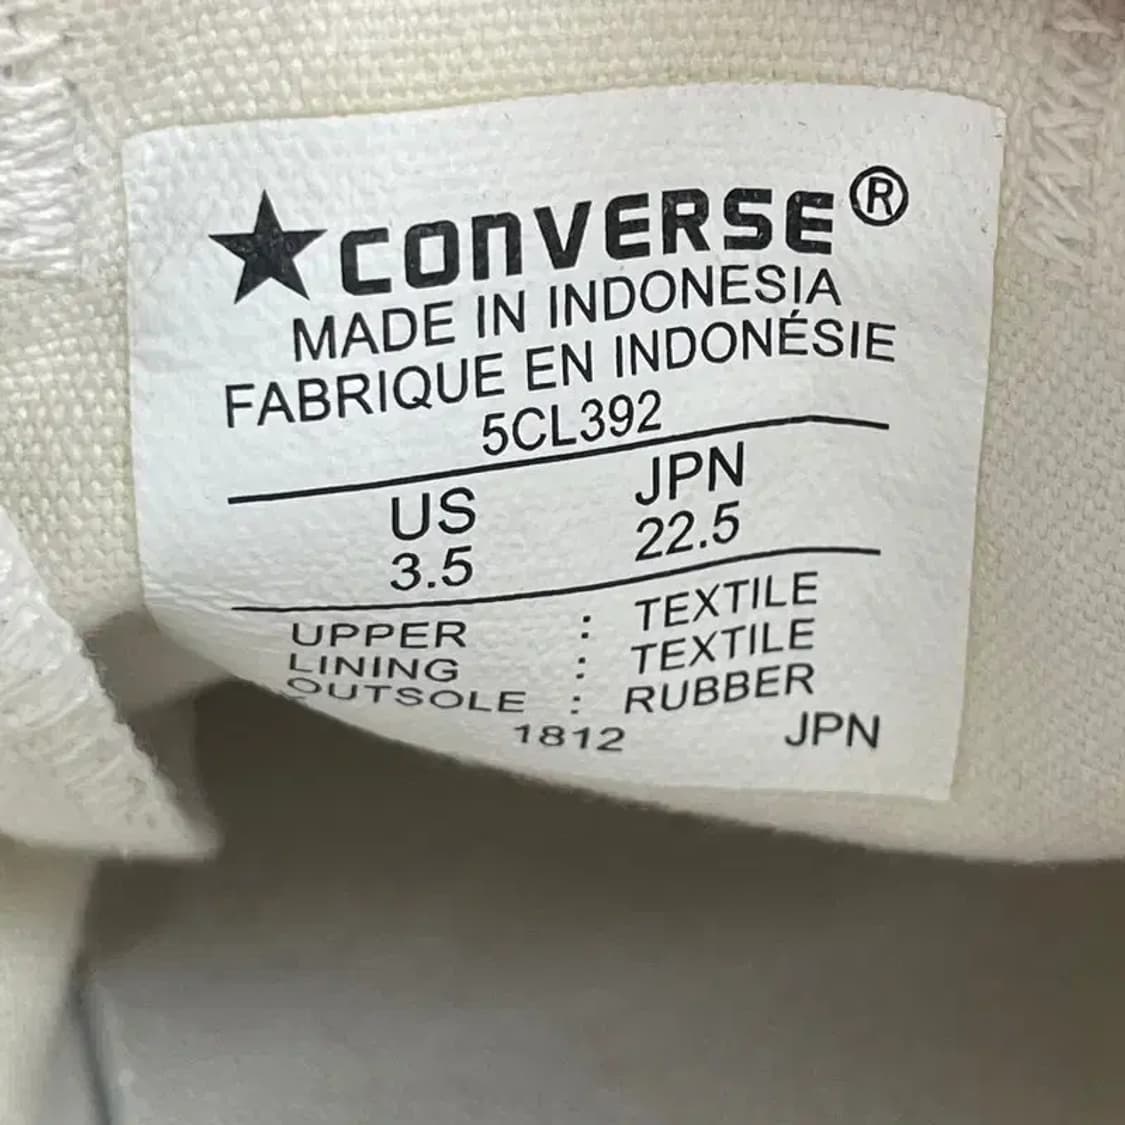 ★CONVERSE®
MADE IN INDONESIA
FABRIQUE EN INDONÉSIE
5CL392
US JPN
3.5 22.5
UPPER : TEXTILE
LINING : TEXTILE
OUTSOLE : RUBBER
1812 JPN